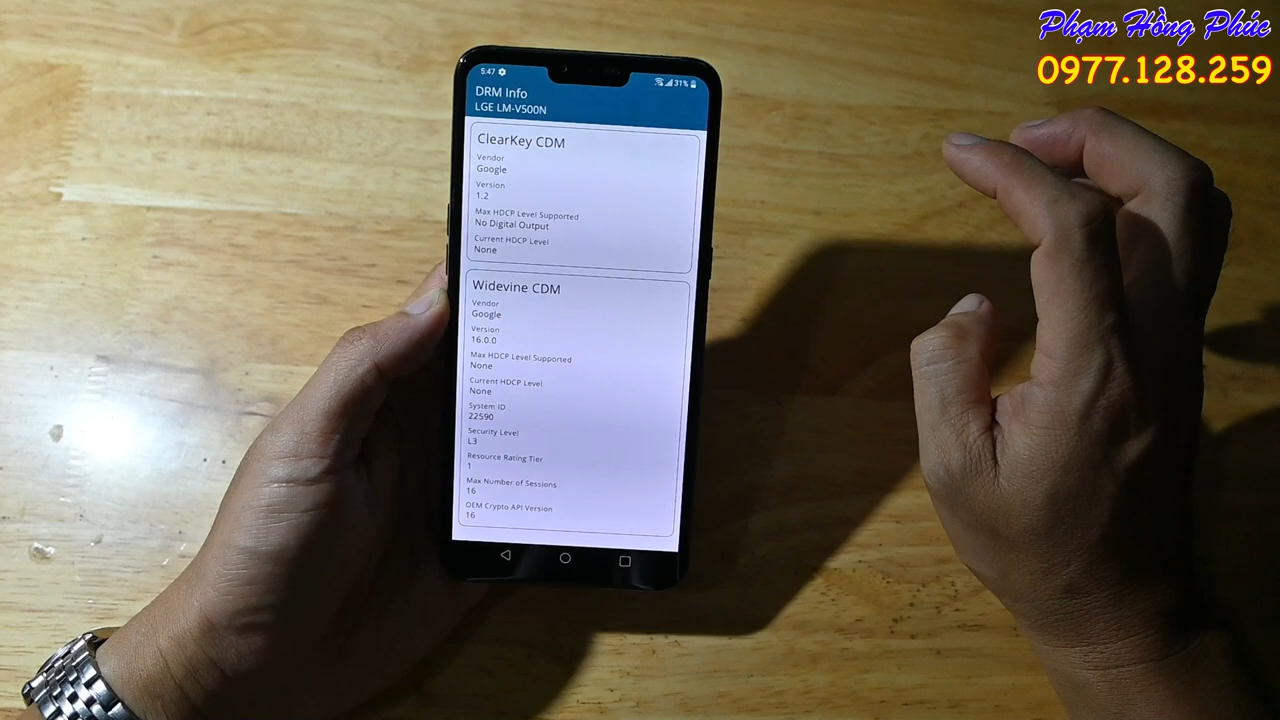 Phạm Hồng Phúc
0977.128.259
5:47
31%
DRM Info
LGE LM-V500N
ClearKey CDM
Vendor
Google
Version
1.2
Max HDCP Level Supported
No Digital Output
Current HDCP Level
None
Widevine CDM
Vendor
Google
Version
16.0.0
Max HDCP Level Supported
None
Current HDCP Level
None
System ID
22590
Security Level
L3
Resource Rating Tier
1
Max Number of Sessions
16
OEM Crypto API Version
16